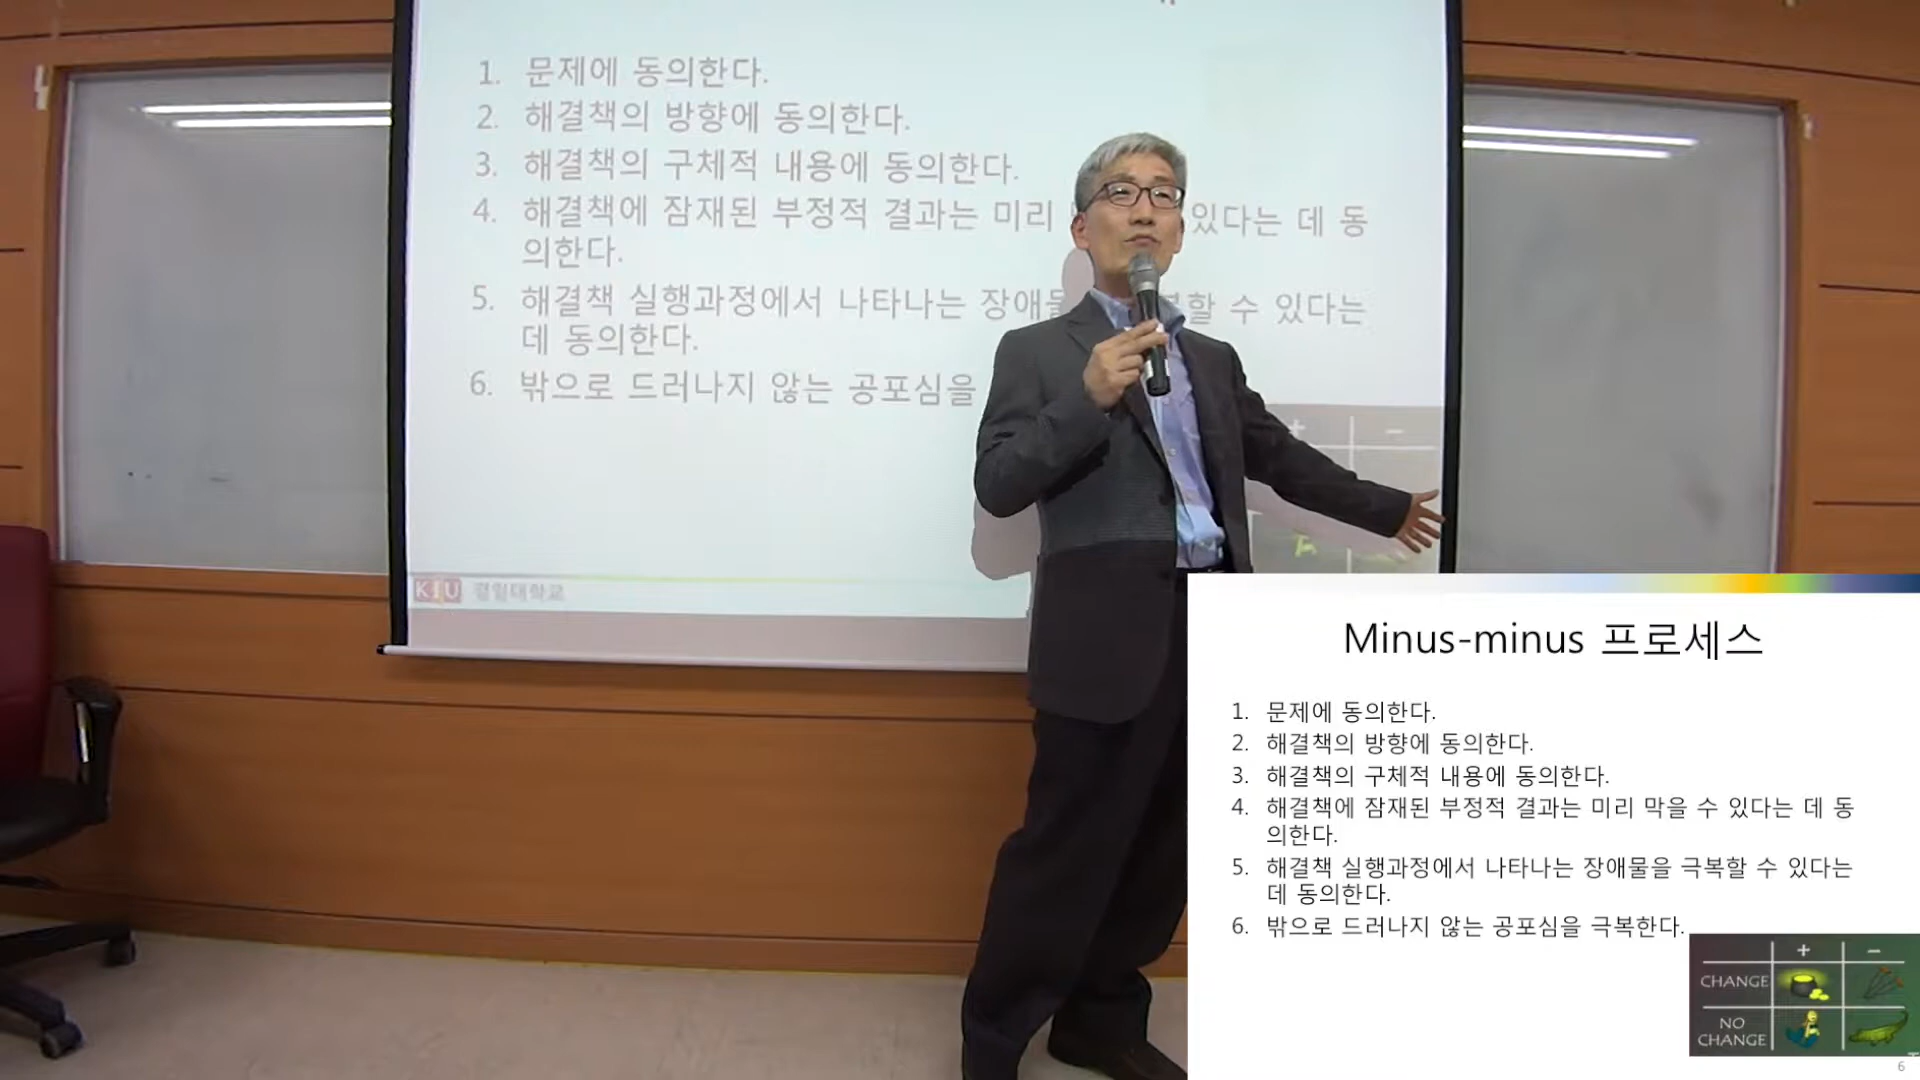 1. 문제에 동의한다.
2. 해결책의 방향에 동의한다.
3. 해결책의 구체적 내용에 동의한다.
4. 해결책에 잠재된 부정적 결과는 미리 있다는 데 동
의한다.
5. 해결책 실행과정에서 나타나는 장애물 복할 수 있다는
데 동의한다.
6. 밖으로 드러나지 않는 공포심을
+ −
KIU 경일대학교
Minus-minus 프로세스
1. 문제에 동의한다.
2. 해결책의 방향에 동의한다.
3. 해결책의 구체적 내용에 동의한다.
4. 해결책에 잠재된 부정적 결과는 미리 막을 수 있다는 데 동
의한다.
5. 해결책 실행과정에서 나타나는 장애물을 극복할 수 있다는
데 동의한다.
6. 밖으로 드러나지 않는 공포심을 극복한다.
+ −
CHANGE
NO
CHANGE
6